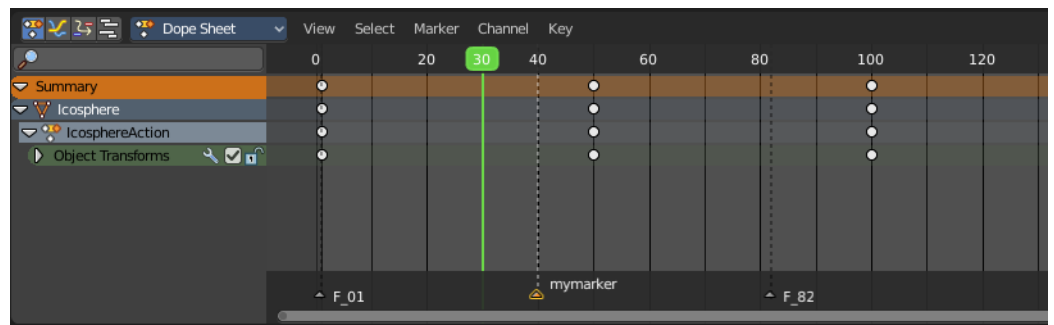 Dope Sheet View Select Marker Channel Key
0 20 30 40 60 80 100 120
Summary
Icosphere
IcosphereAction
Object Transforms
mymarker
F_01 F_82